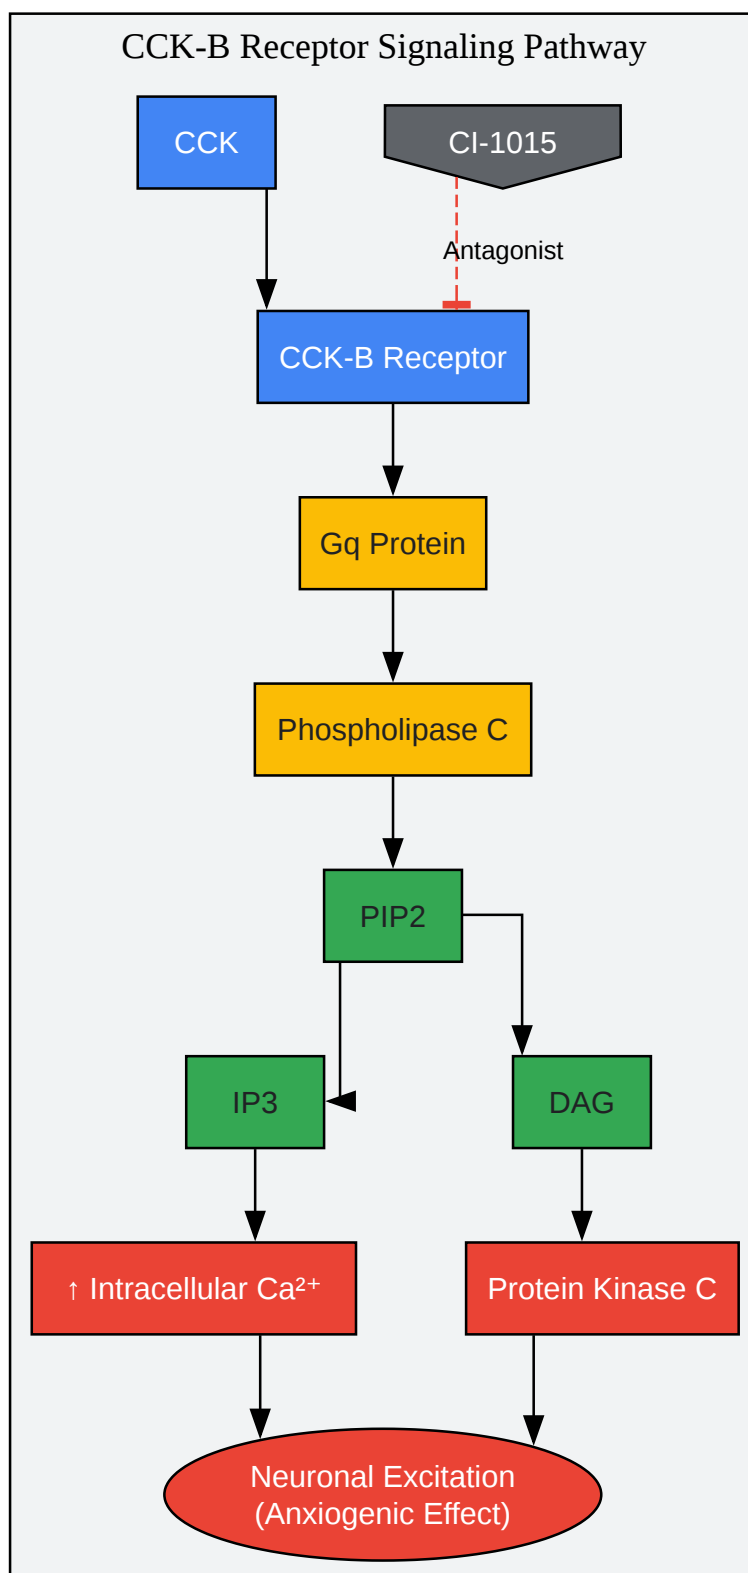 CCK-B Receptor Signaling Pathway
CCK
CI-1015
Antagonist
CCK-B Receptor
Gq Protein
Phospholipase C
PIP2
IP3
DAG
↑ Intracellular Ca²⁺
Protein Kinase C
Neuronal Excitation
(Anxiogenic Effect)